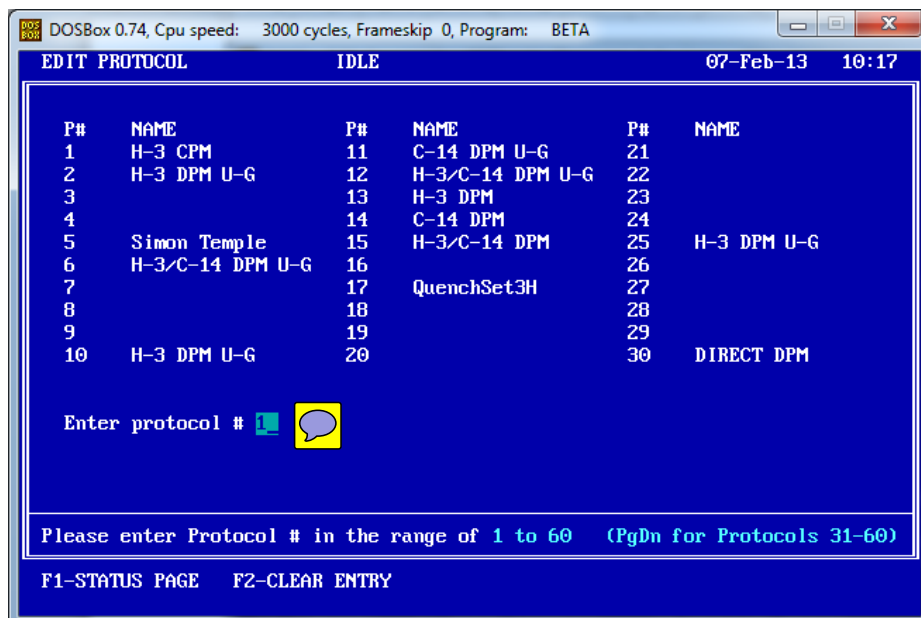 DOSBox 0.74, Cpu speed: 3000 cycles, Frameskip 0, Program: BETA
EDIT PROTOCOL IDLE 07-Feb-13 10:17
P# NAME P# NAME P# NAME
1 H-3 CPM 11 C-14 DPM U-G 21
2 H-3 DPM U-G 12 H-3/C-14 DPM U-G 22
3 13 H-3 DPM 23
4 14 C-14 DPM 24
5 Simon Temple 15 H-3/C-14 DPM 25 H-3 DPM U-G
6 H-3/C-14 DPM U-G 16 26
7 17 QuenchSet3H 27
8 18 28
9 19 29
10 H-3 DPM U-G 20 30 DIRECT DPM
Enter protocol # 1_
Please enter Protocol # in the range of 1 to 60 (PgDn for Protocols 31-60)
F1-STATUS PAGE F2-CLEAR ENTRY